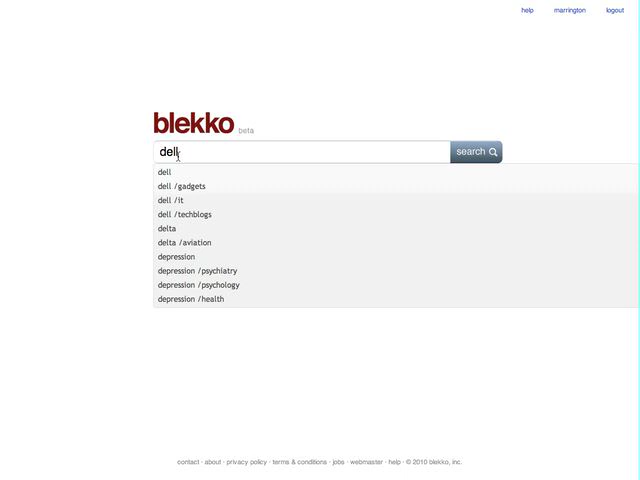 help marrington logout
blekko beta
dell search
dell
dell /gadgets
dell /it
dell /techblogs
delta
delta /aviation
depression
depression /psychiatry
depression /psychology
depression /health
contact · about · privacy policy · terms & conditions · jobs · webmaster · help · © 2010 blekko, inc.